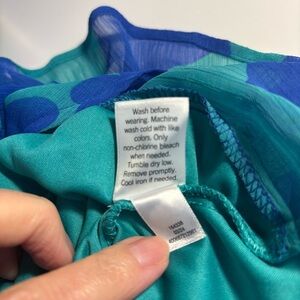 Wash before
wearing. Machine
wash cold with like
colors. Only
non-chlorine bleach
when needed.
Tumble dry low.
Remove promptly.
Cool iron if needed.